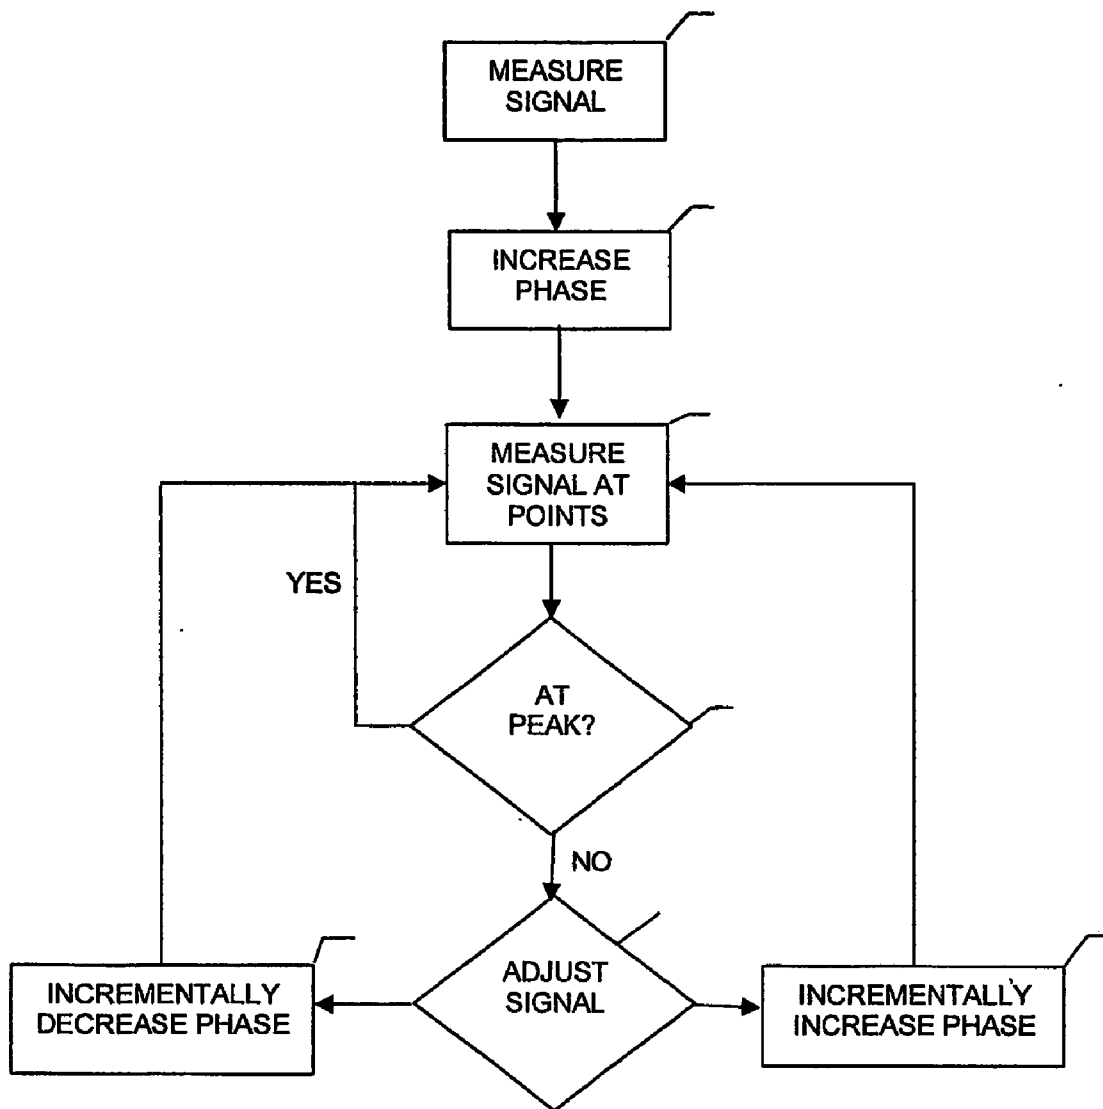 MEASURE
SIGNAL
INCREASE
PHASE
MEASURE
SIGNAL AT
POINTS
YES
AT
PEAK?
NO
ADJUST
SIGNAL
INCREMENTALLY
DECREASE PHASE
INCREMENTALLY
INCREASE PHASE